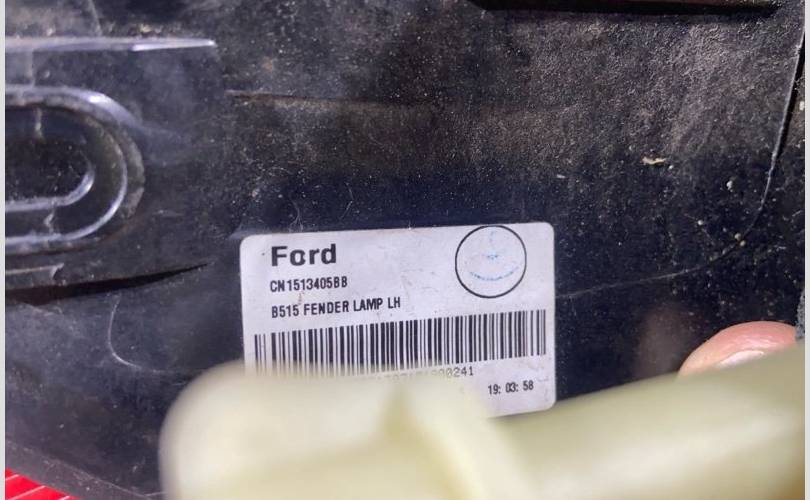 Ford
CN1513405BB
B515 FENDER LAMP LH
19:03:58